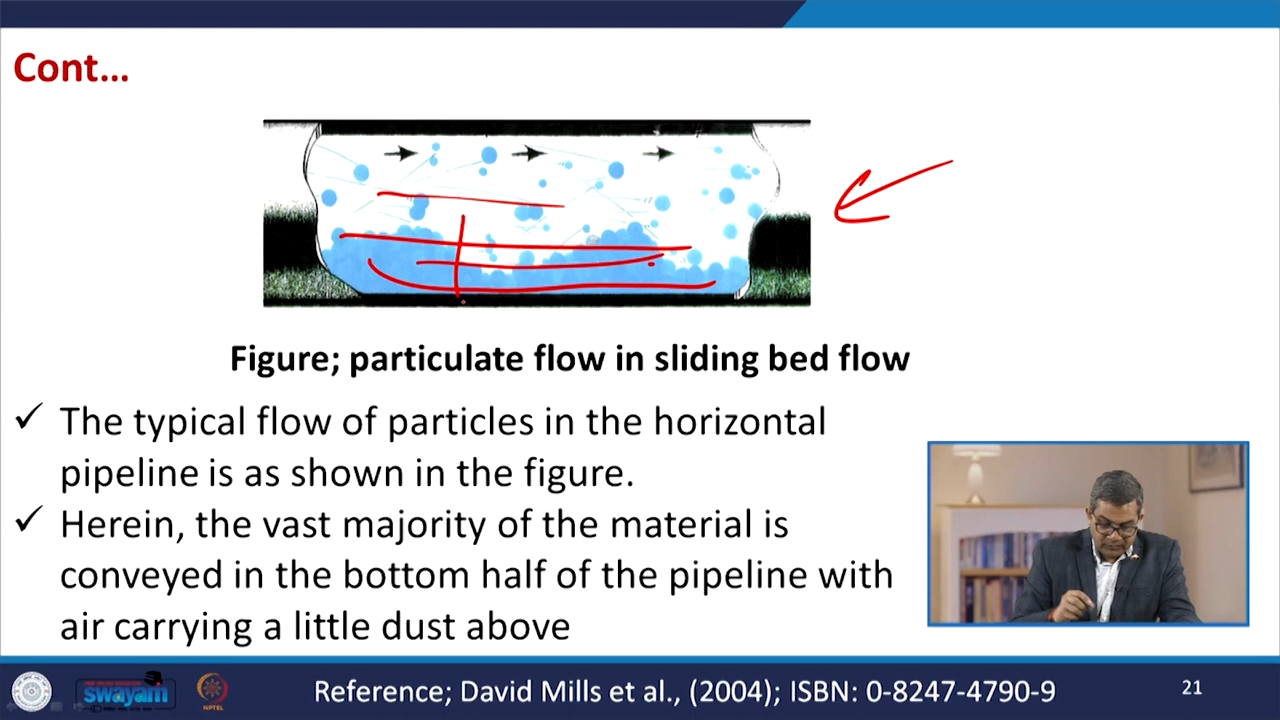 Cont...
Figure; particulate flow in sliding bed flow
✓ The typical flow of particles in the horizontal
pipeline is as shown in the figure.
✓ Herein, the vast majority of the material is
conveyed in the bottom half of the pipeline with
air carrying a little dust above
swayam
NPTEL
Reference; David Mills et al., (2004); ISBN: 0-8247-4790-9
21